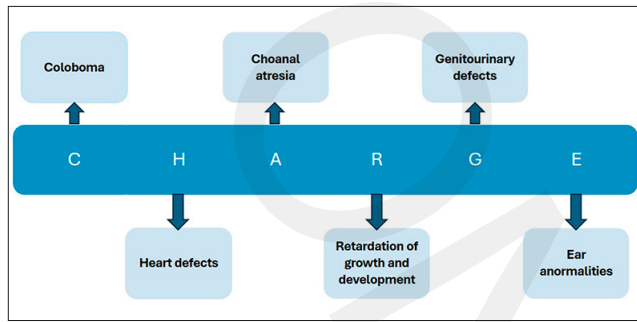 Coloboma
Choanal
atresia
Genitourinary
defects
C H A R G E
Heart defects
Retardation of
growth and
development
Ear
anormalities